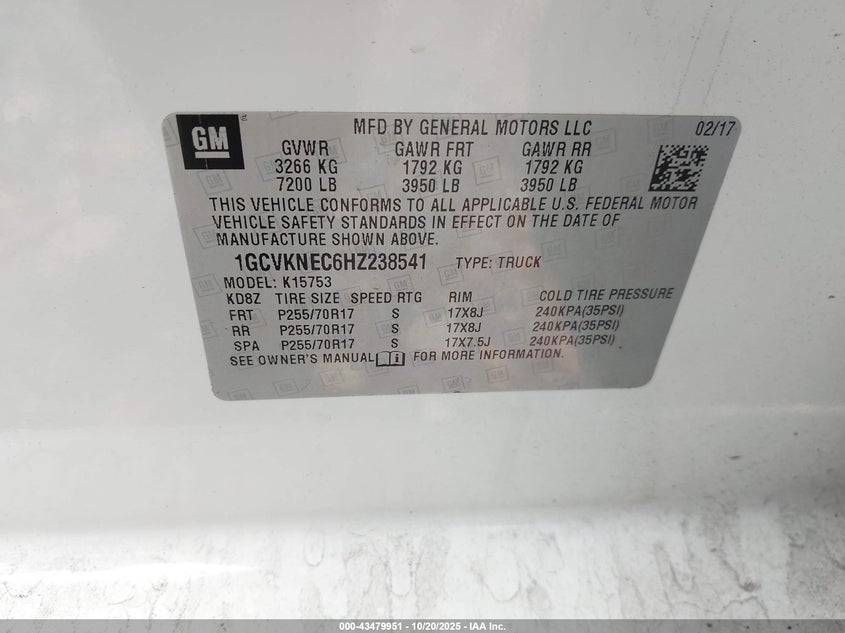 GM
MFD BY GENERAL MOTORS LLC 02/17
GVWR GAWR FRT GAWR RR
3266 KG 1792 KG 1792 KG
7200 LB 3950 LB 3950 LB
THIS VEHICLE CONFORMS TO ALL APPLICABLE U.S. FEDERAL MOTOR
VEHICLE SAFETY STANDARDS IN EFFECT ON THE DATE OF
MANUFACTURE SHOWN ABOVE.
1GCVKNEC6HZ238541 TYPE: TRUCK
MODEL: K15753
KD8Z TIRE SIZE SPEED RTG RIM COLD TIRE PRESSURE
FRT P255/70R17 S 17X8J 240KPA(35PSI)
RR P255/70R17 S 17X8J 240KPA(35PSI)
SPA P255/70R17 S 17X7.5J 240KPA(35PSI)
SEE OWNER'S MANUAL FOR MORE INFORMATION.
000-43479951 - 10/20/2025 - IAA Inc.